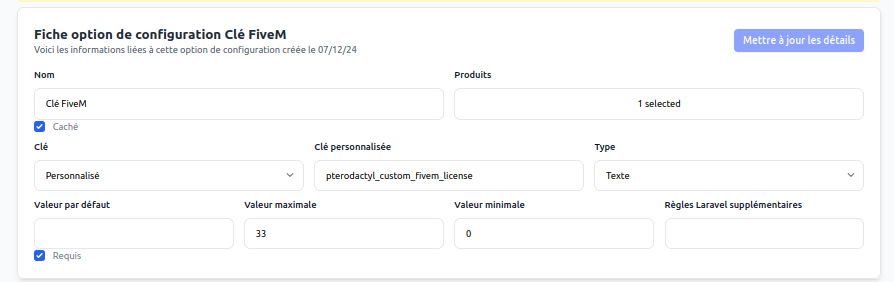 Fiche option de configuration Clé FiveM
Mettre à jour les détails
Voici les informations liées à cette option de configuration créée le 07/12/24
Nom
Produits
Clé FiveM
1 selected
Caché
Clé
Clé personnalisée
Type
Personnalisé
pterodactyl_custom_fivem_license
Texte
Valeur par défaut
Valeur maximale
Valeur minimale
Règles Laravel supplémentaires
33
0
Requis